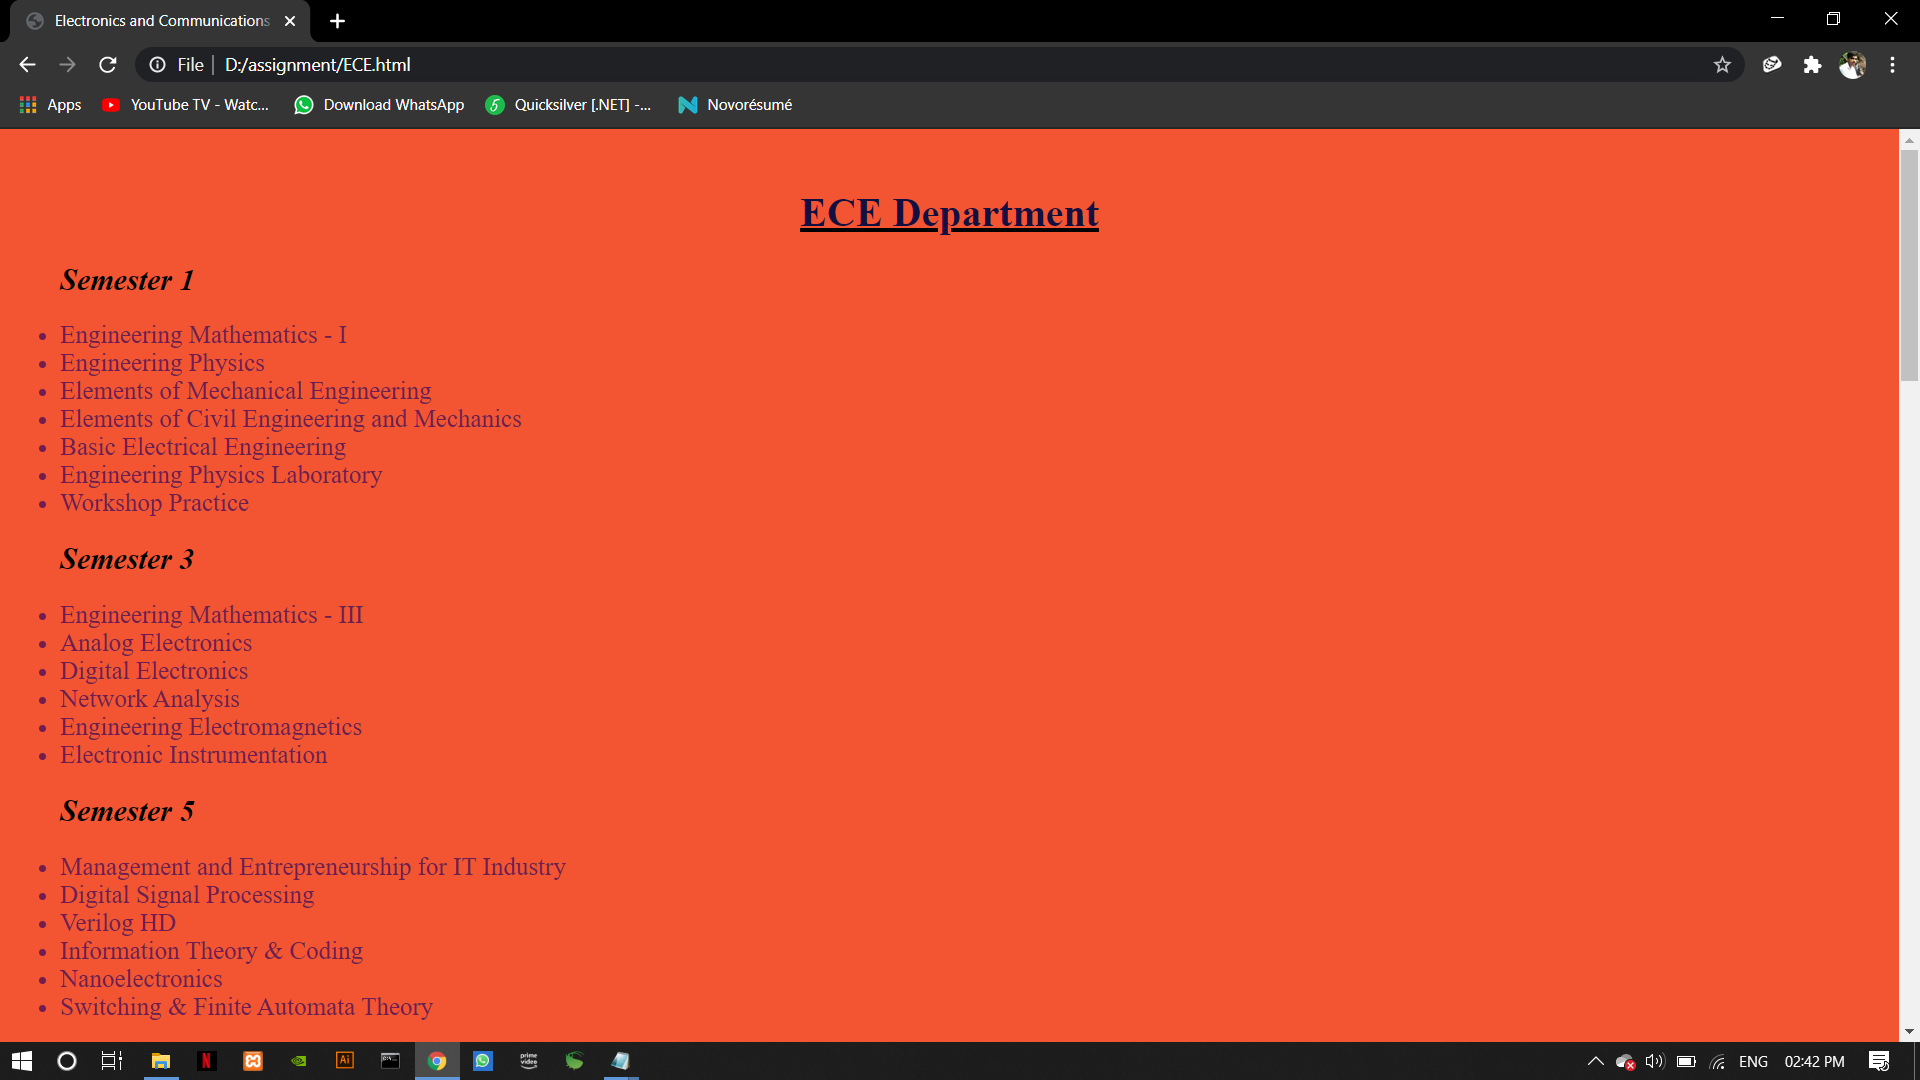 Electronics and Communications
File
D:/assignment/ECE.html
Apps
YouTube TV - Watc...
Download WhatsApp
Quicksilver [.NET] -...
Novorésumé
ECE Department
Semester 1
Engineering Mathematics - I
Engineering Physics
Elements of Mechanical Engineering
Elements of Civil Engineering and Mechanics
Basic Electrical Engineering
Engineering Physics Laboratory
Workshop Practice
Semester 3
Engineering Mathematics - III
Analog Electronics
Digital Electronics
Network Analysis
Engineering Electromagnetics
Electronic Instrumentation
Semester 5
Management and Entrepreneurship for IT Industry
Digital Signal Processing
Verilog HD
Information Theory & Coding
Nanoelectronics
Switching & Finite Automata Theory
N
Ai
prime video
ENG
02:42 PM